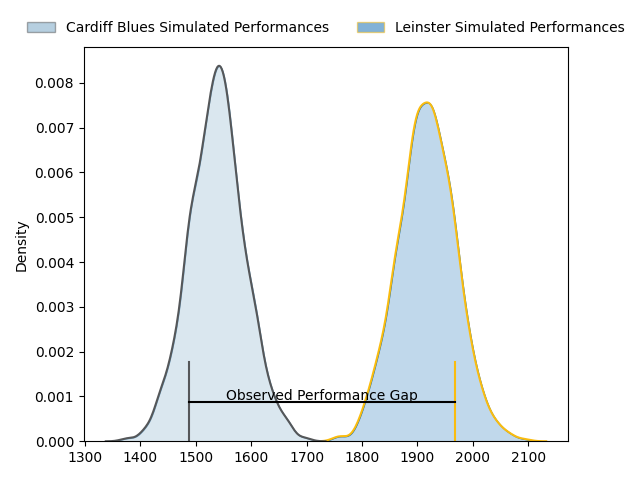 Cardiff Blues Simulated Performances Leinster Simulated Performances
0.008
0.007
0.006
0.005
0.004
0.003
0.002
0.001
0.000
Density
Observed Performance Gap
1300 1400 1500 1600 1700 1800 1900 2000 2100